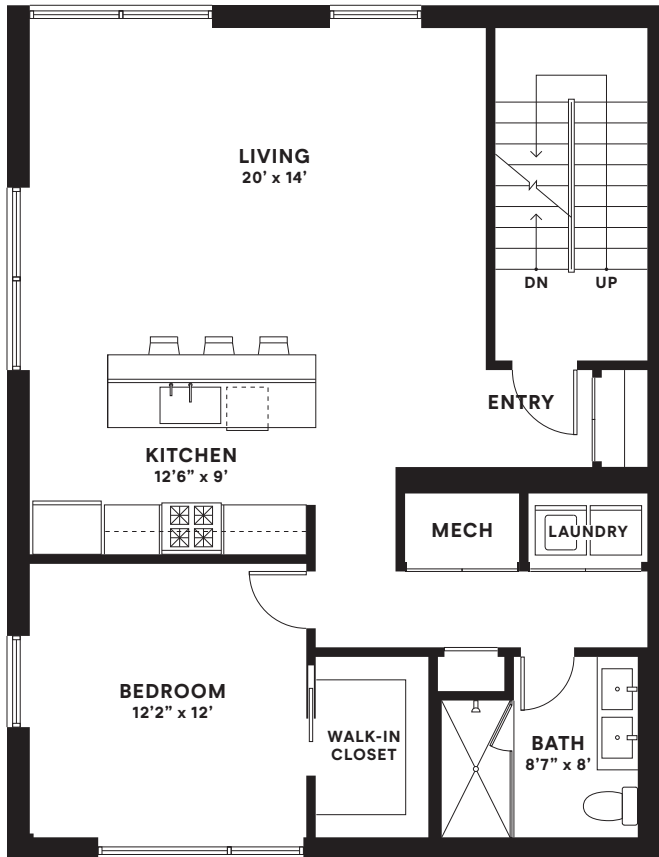 LIVING
20’ x 14’
DN
UP
ENTRY
KITCHEN
12’6” x 9’
MECH
LAUNDRY
BEDROOM
12’2” x 12’
WALK-IN
CLOSET
BATH
8’7” x 8’